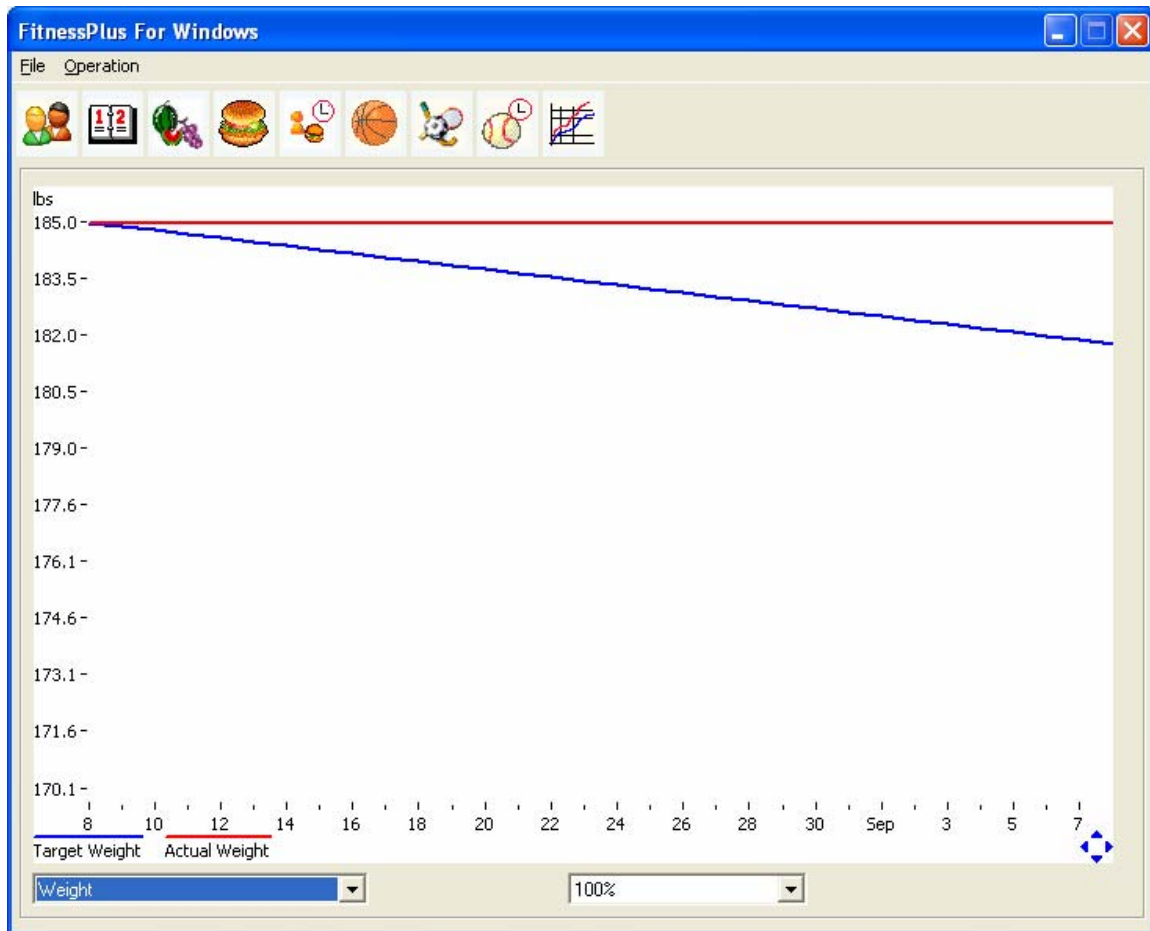 FitnessPlus For Windows
File Operation
1 2
lbs
185.0
183.5
182.0
180.5
179.0
177.6
176.1
174.6
173.1
171.6
170.1
8 10 12 14 16 18 20 22 24 26 28 30 Sep 3 5 7
Target Weight Actual Weight
Weight 100%